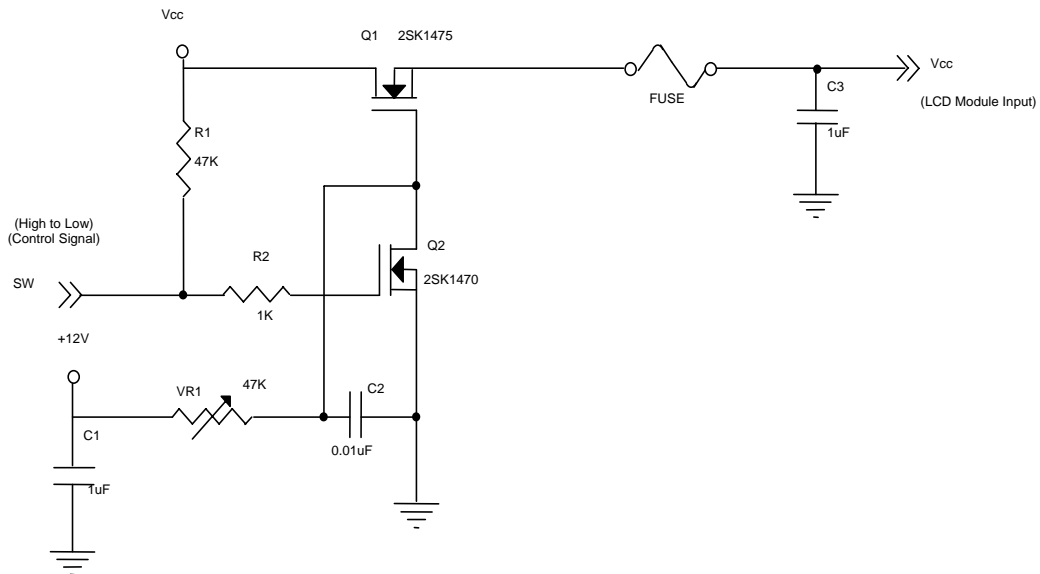 Vcc
Q1 2SK1475
FUSE
C3
1uF
Vcc
(LCD Module Input)
R1
47K
(High to Low)
(Control Signal)
SW
R2
1K
Q2
2SK1470
+12V
VR1
47K
C2
0.01uF
C1
1uF